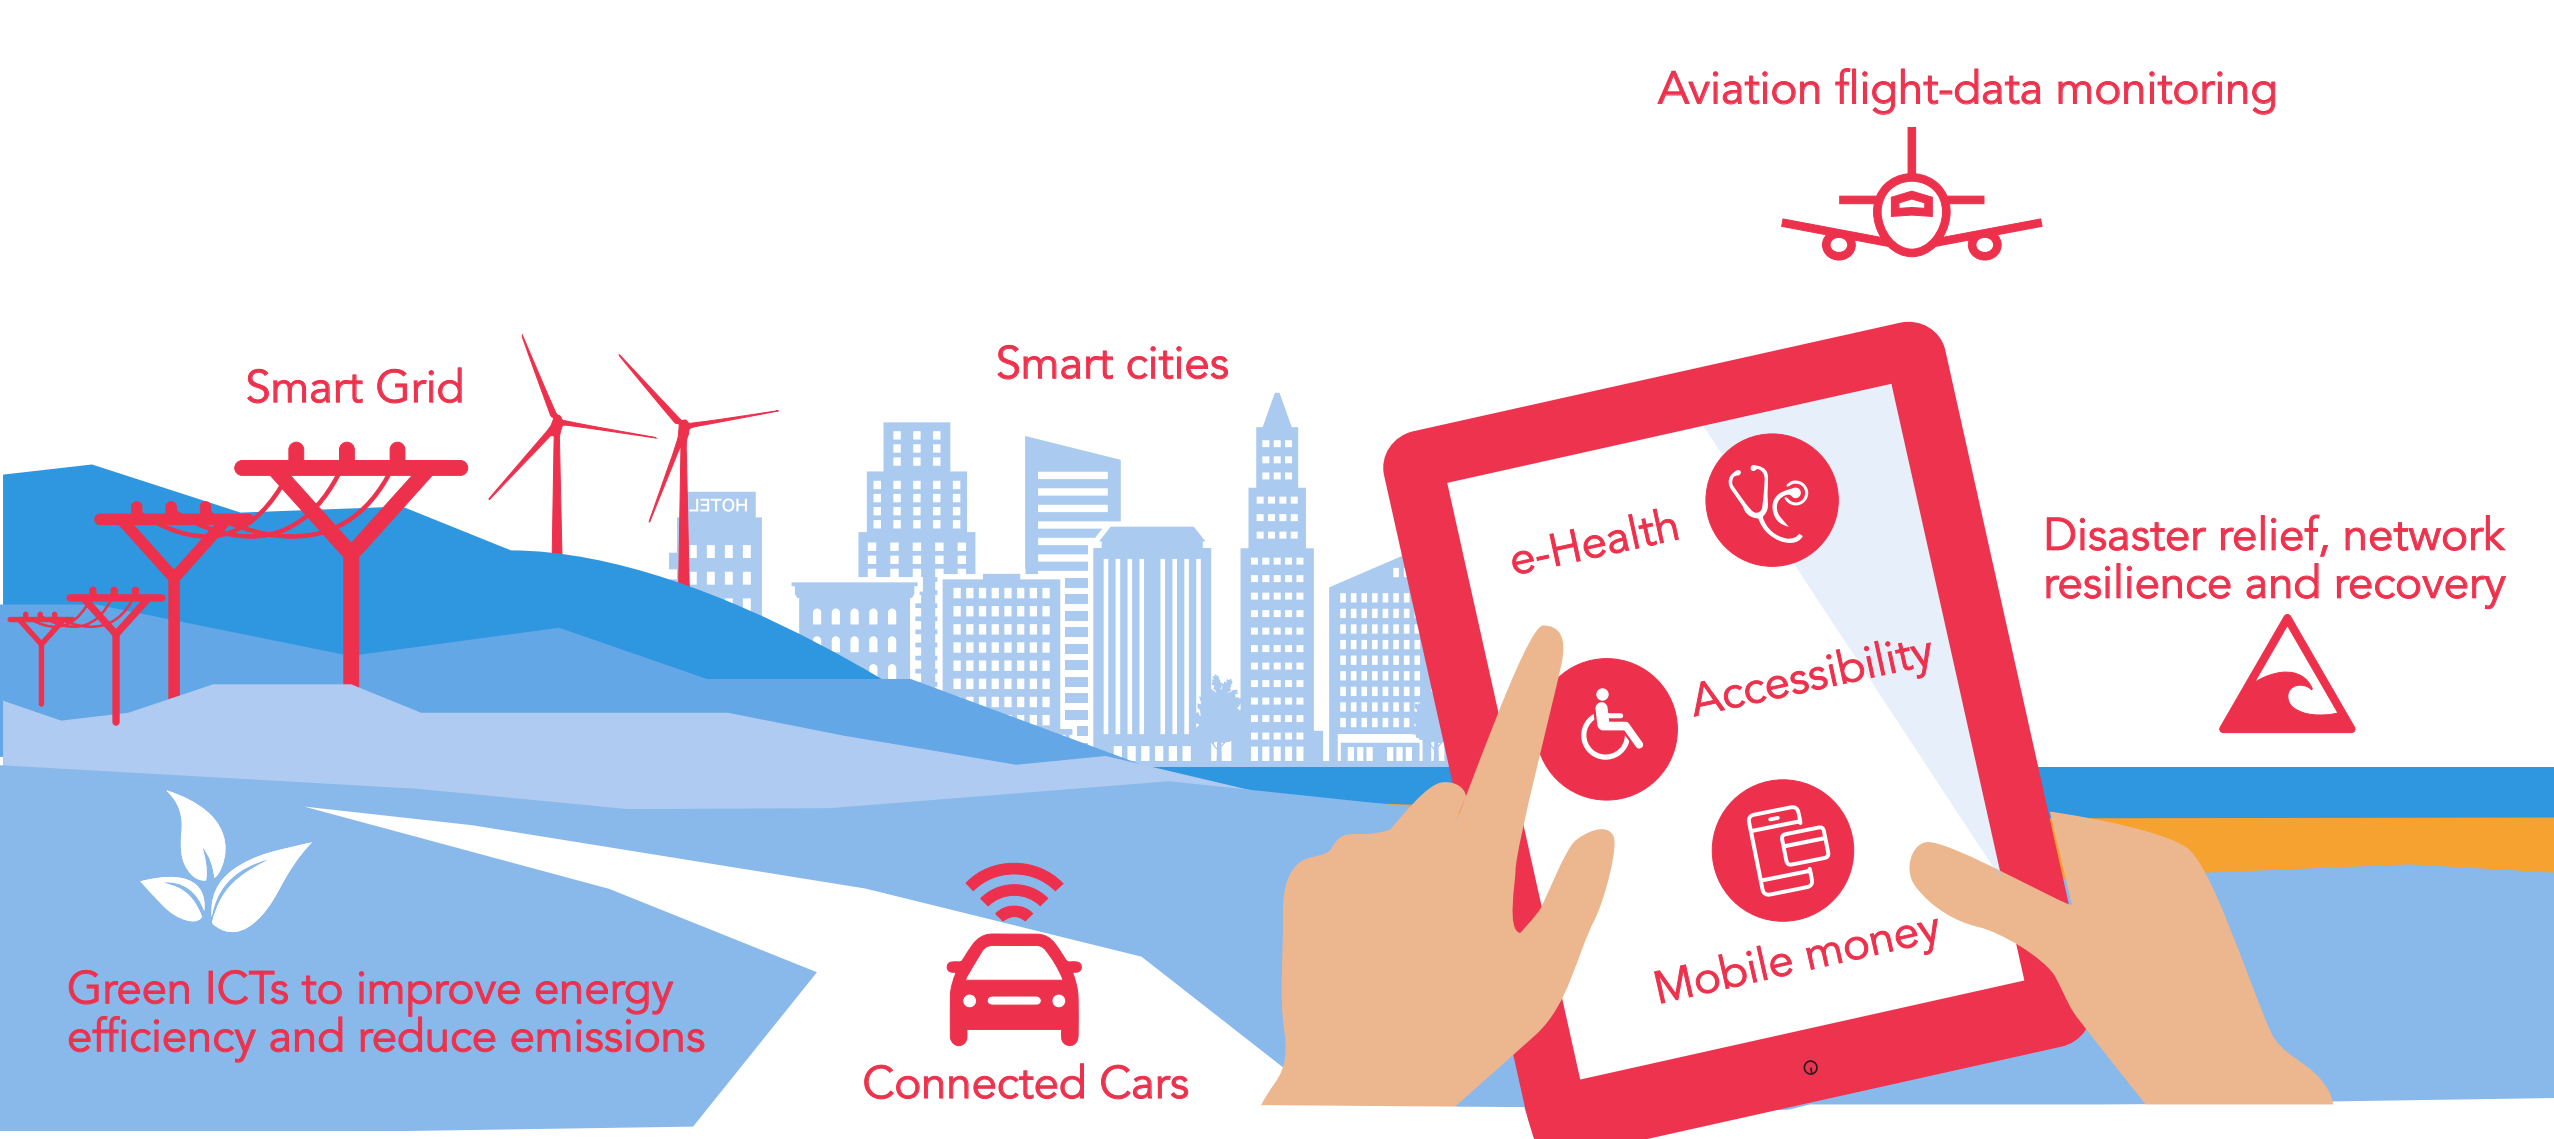 Aviation flight-data monitoring
Smart cities
Smart Grid
HOTEL
e-Health
Disaster relief, network
resilience and recovery
Accessibility
Mobile money
Green ICTs to improve energy
efficiency and reduce emissions
Connected Cars